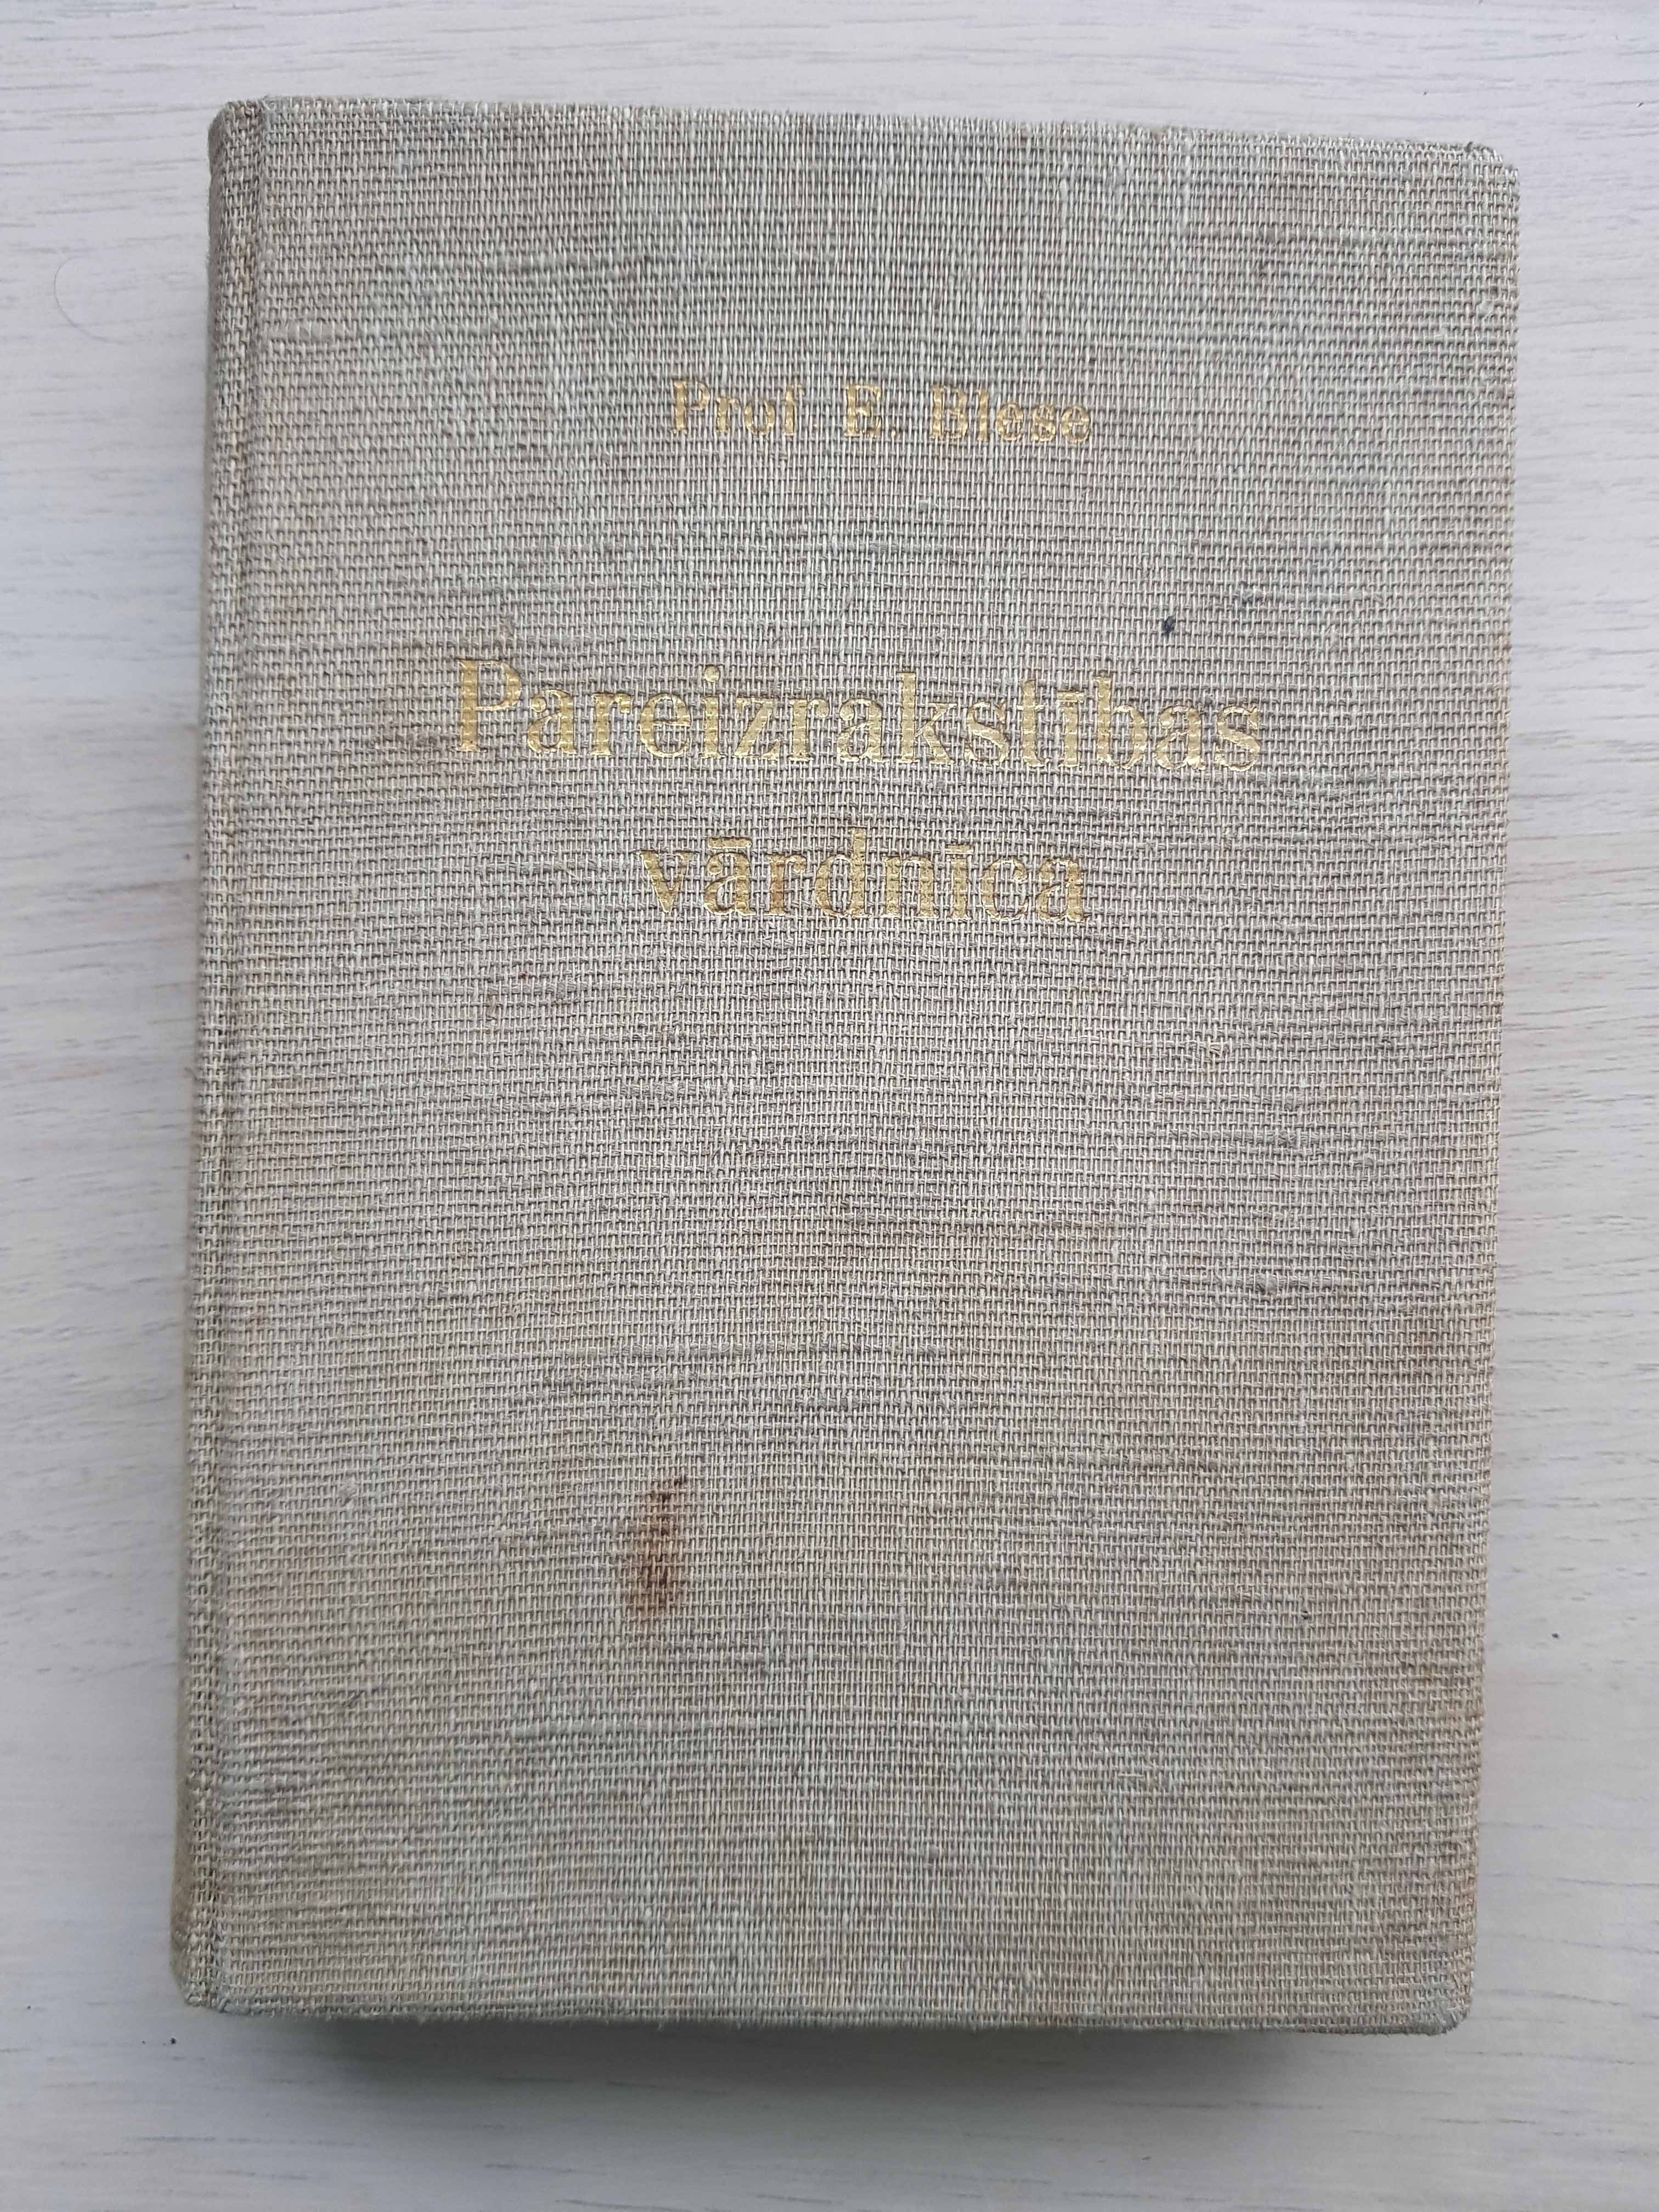 Prof. E. Blese
Pareizrakstības
vārdnīca